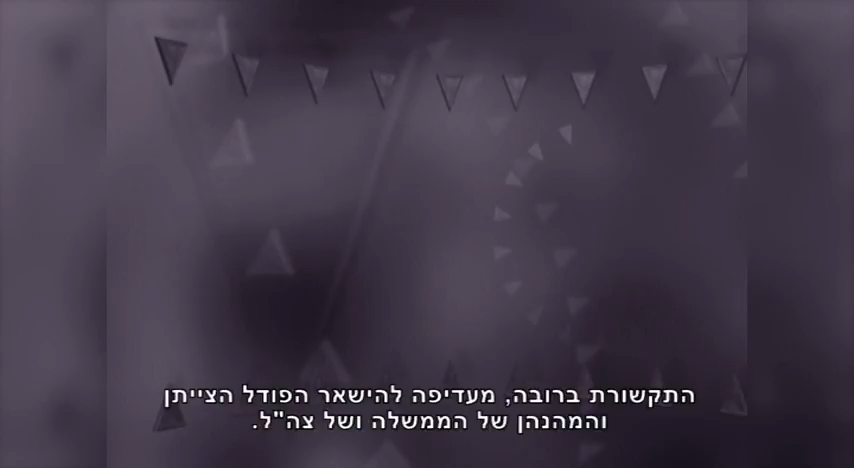 התקשורת ברובה, מעדיפה להישאר הפודל הצייתן
והמהנהן של הממשלה ושל צה"ל.